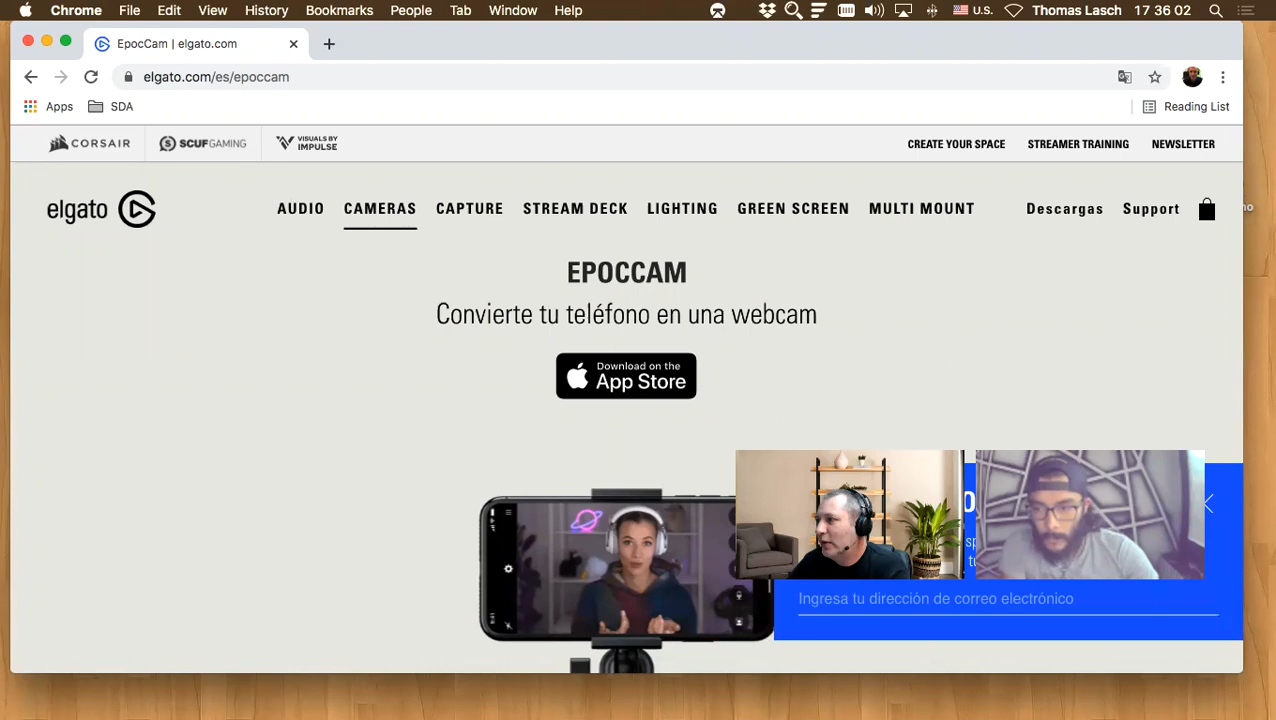 Chrome File Edit View History Bookmarks People Tab Window Help U.S. Thomas Lasch 17 36 02
EpocCam | elgato.com
elgato.com/es/epoccam
Apps SDA Reading List
CORSAIR SCUFGAMING VISUALS BY IMPULSE CREATE YOUR SPACE STREAMER TRAINING NEWSLETTER
elgato AUDIO CAMERAS CAPTURE STREAM DECK LIGHTING GREEN SCREEN MULTI MOUNT Descargas Support
EPOCCAM
Convierte tu teléfono en una webcam
Download on the
App Store
Ingresa tu dirección de correo electrónico